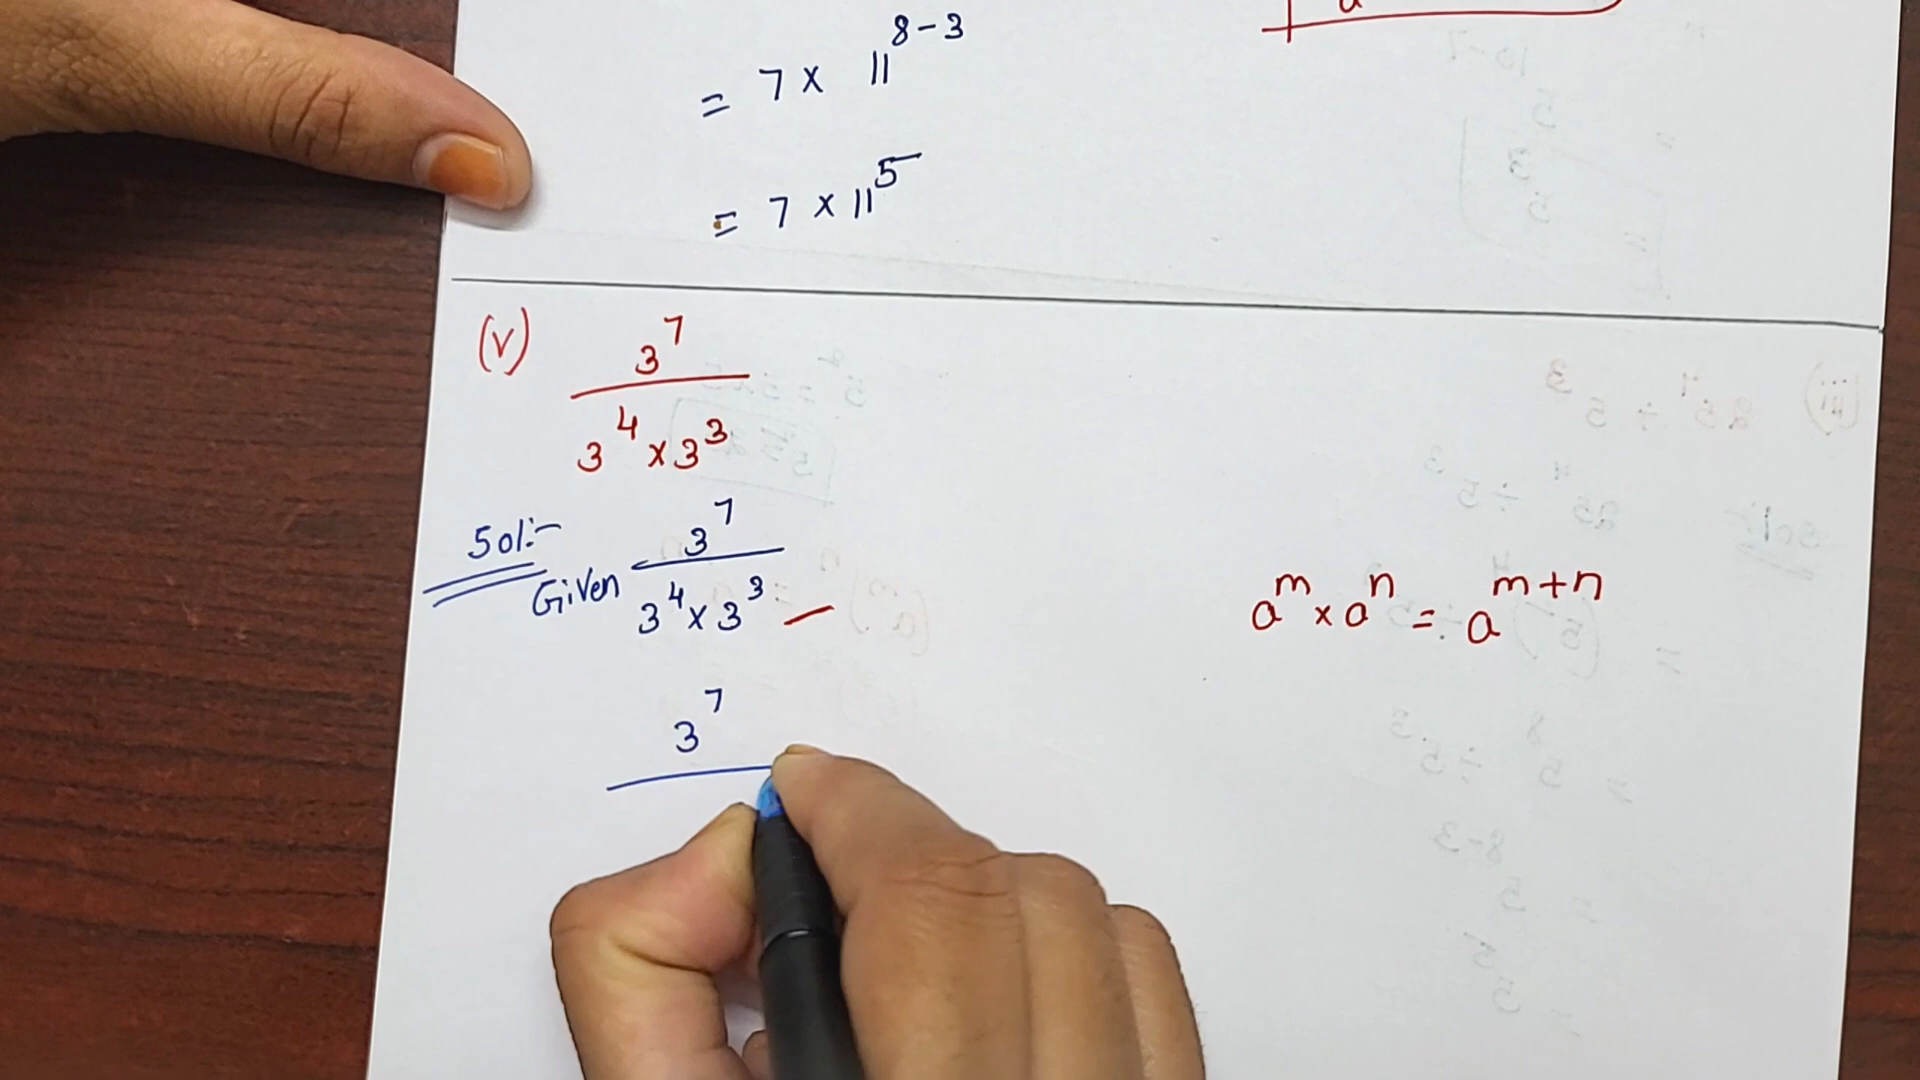 a
= 7 × 11^{8-3}
= 7 × 11^5
(v) 3^7
3^4 × 3^3
Sol:-
Given 3^7
3^4 × 3^3
a^m × a^n = a^{m+n}
3^7